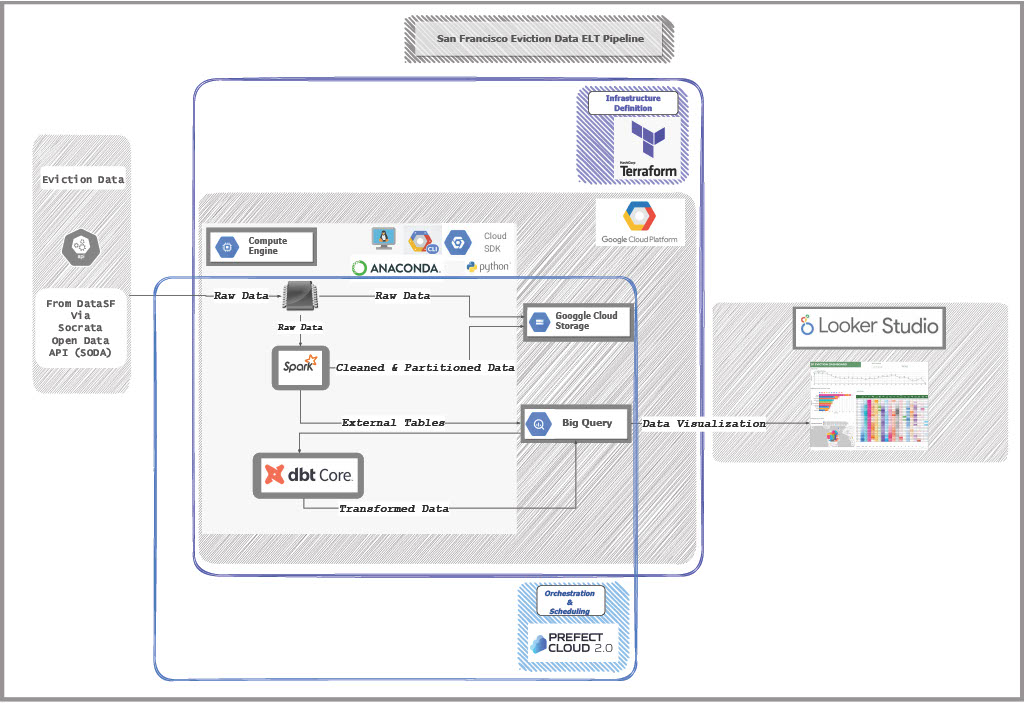 San Francisco Eviction Data ELT Pipeline
Infrastructure
Definition
HashiCorp
Terraform
Eviction Data
api
From DataSF
Via
Socrata
Open Data
API (SODA)
Google Cloud Platform
Compute
Engine
CLI
Cloud
SDK
ANACONDA.
python
Raw Data
Raw Data
Raw Data
Googgle Cloud
Storage
Spark
Cleaned & Partitioned Data
External Tables
Big Query
Data Visualization
Looker Studio
dbt Core
Transformed Data
Orchestration
&
Scheduling
PREFECT
CLOUD 2.0